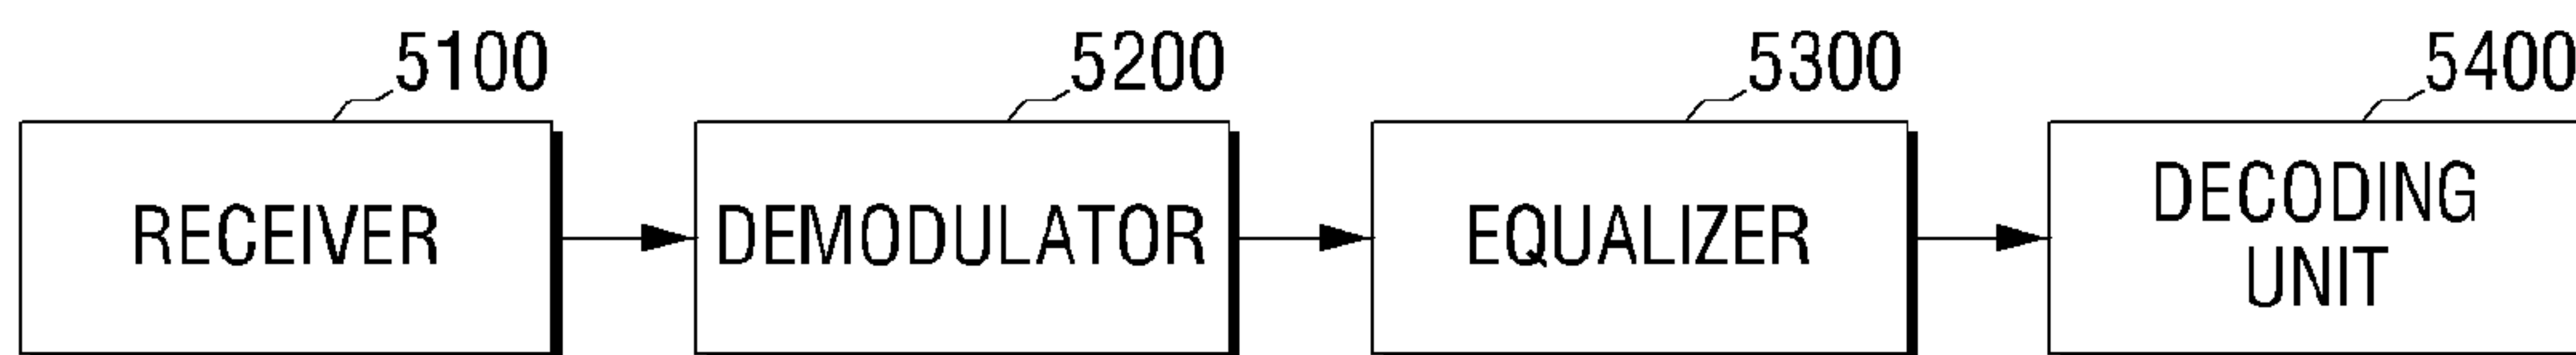 5100
5200
5300
5400
RECEIVER
DEMODULATOR
EQUALIZER
DECODING
UNIT